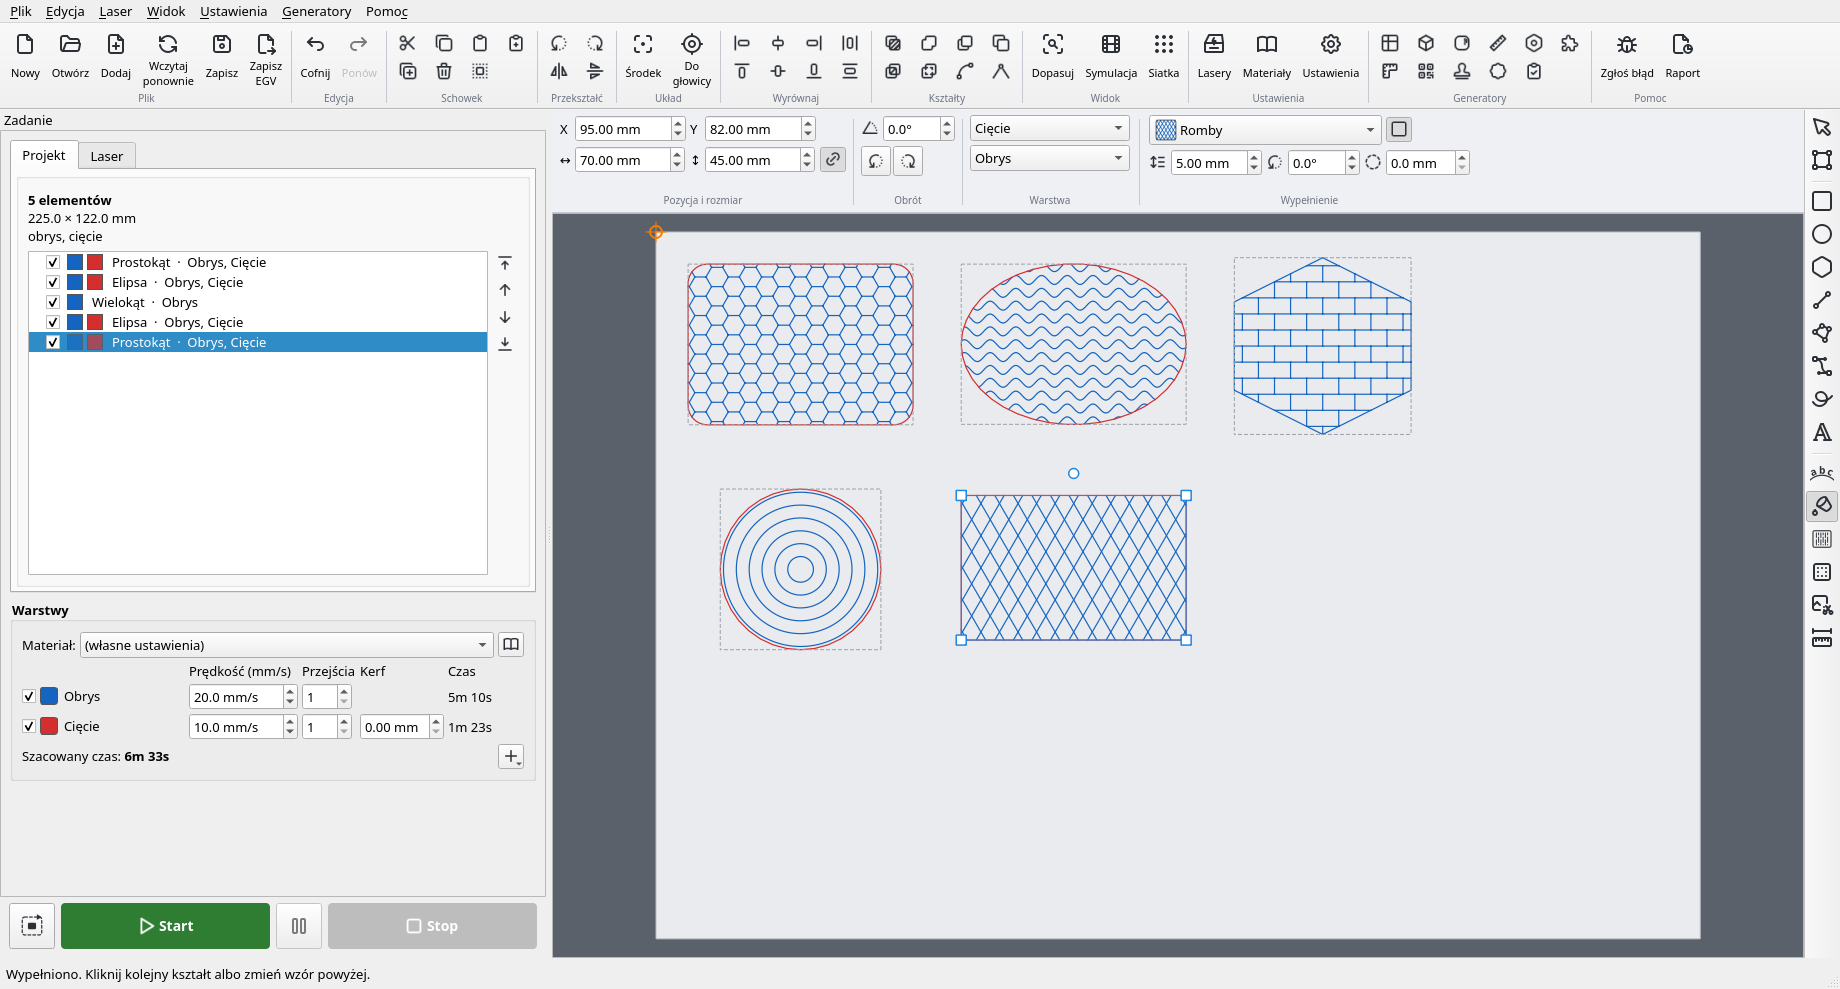 Plik Edycja Laser Widok Ustawienia Generatory Pomoc
Nowy Otwórz Dodaj Wczytaj ponownie Zapisz Zapisz EGV Cofnij Ponów Środek Do głowicy Dopasuj Symulacja Siatka Lasery Materiały Ustawienia Zgłoś błąd Raport
Plik Edycja Schowek Przekształć Układ Wyrównaj Kształty Widok Ustawienia Generatory Pomoc
Zadanie
Projekt Laser
5 elementów
225.0 × 122.0 mm
obrys, cięcie
Prostokąt · Obrys, Cięcie
Elipsa · Obrys, Cięcie
Wielokąt · Obrys
Elipsa · Obrys, Cięcie
Prostokąt · Obrys, Cięcie
Warstwy
Materiał: (własne ustawienia)
Prędkość (mm/s) Przejścia Kerf Czas
Obrys 20.0 mm/s 1 5m 10s
Cięcie 10.0 mm/s 1 0.00 mm 1m 23s
Szacowany czas: 6m 33s
Start Stop
Wypełniono. Kliknij kolejny kształt albo zmień wzór powyżej.
X 95.00 mm Y 82.00 mm 0.0° Cięcie Romby
70.00 mm 45.00 mm Obrys 5.00 mm 0.0° 0.0 mm
Pozycja i rozmiar Obrót Warstwa Wypełnienie
A
abc